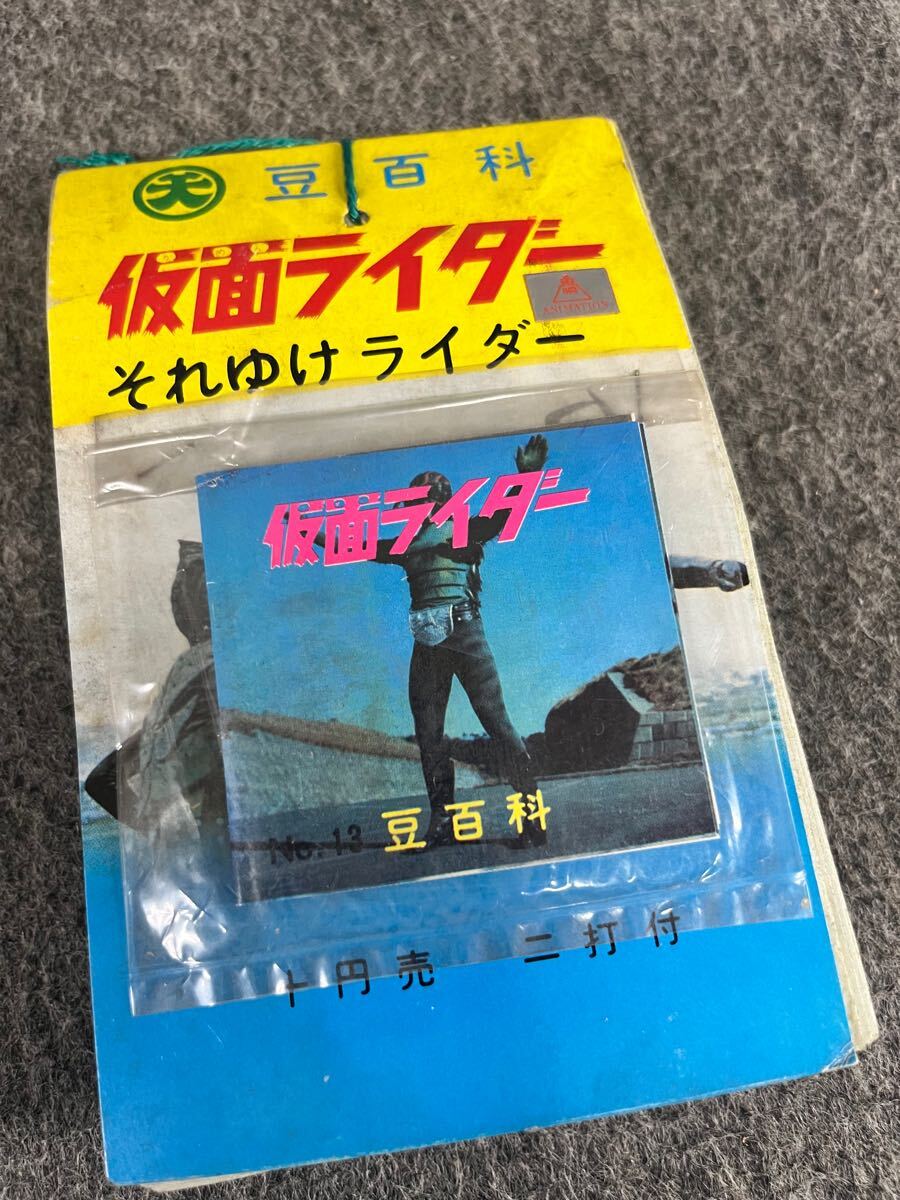 天 豆百科
仮面ライダー
ANIMATION
それゆけ ライダー
仮面ライダー
No.13 豆百科
十円売 二打付